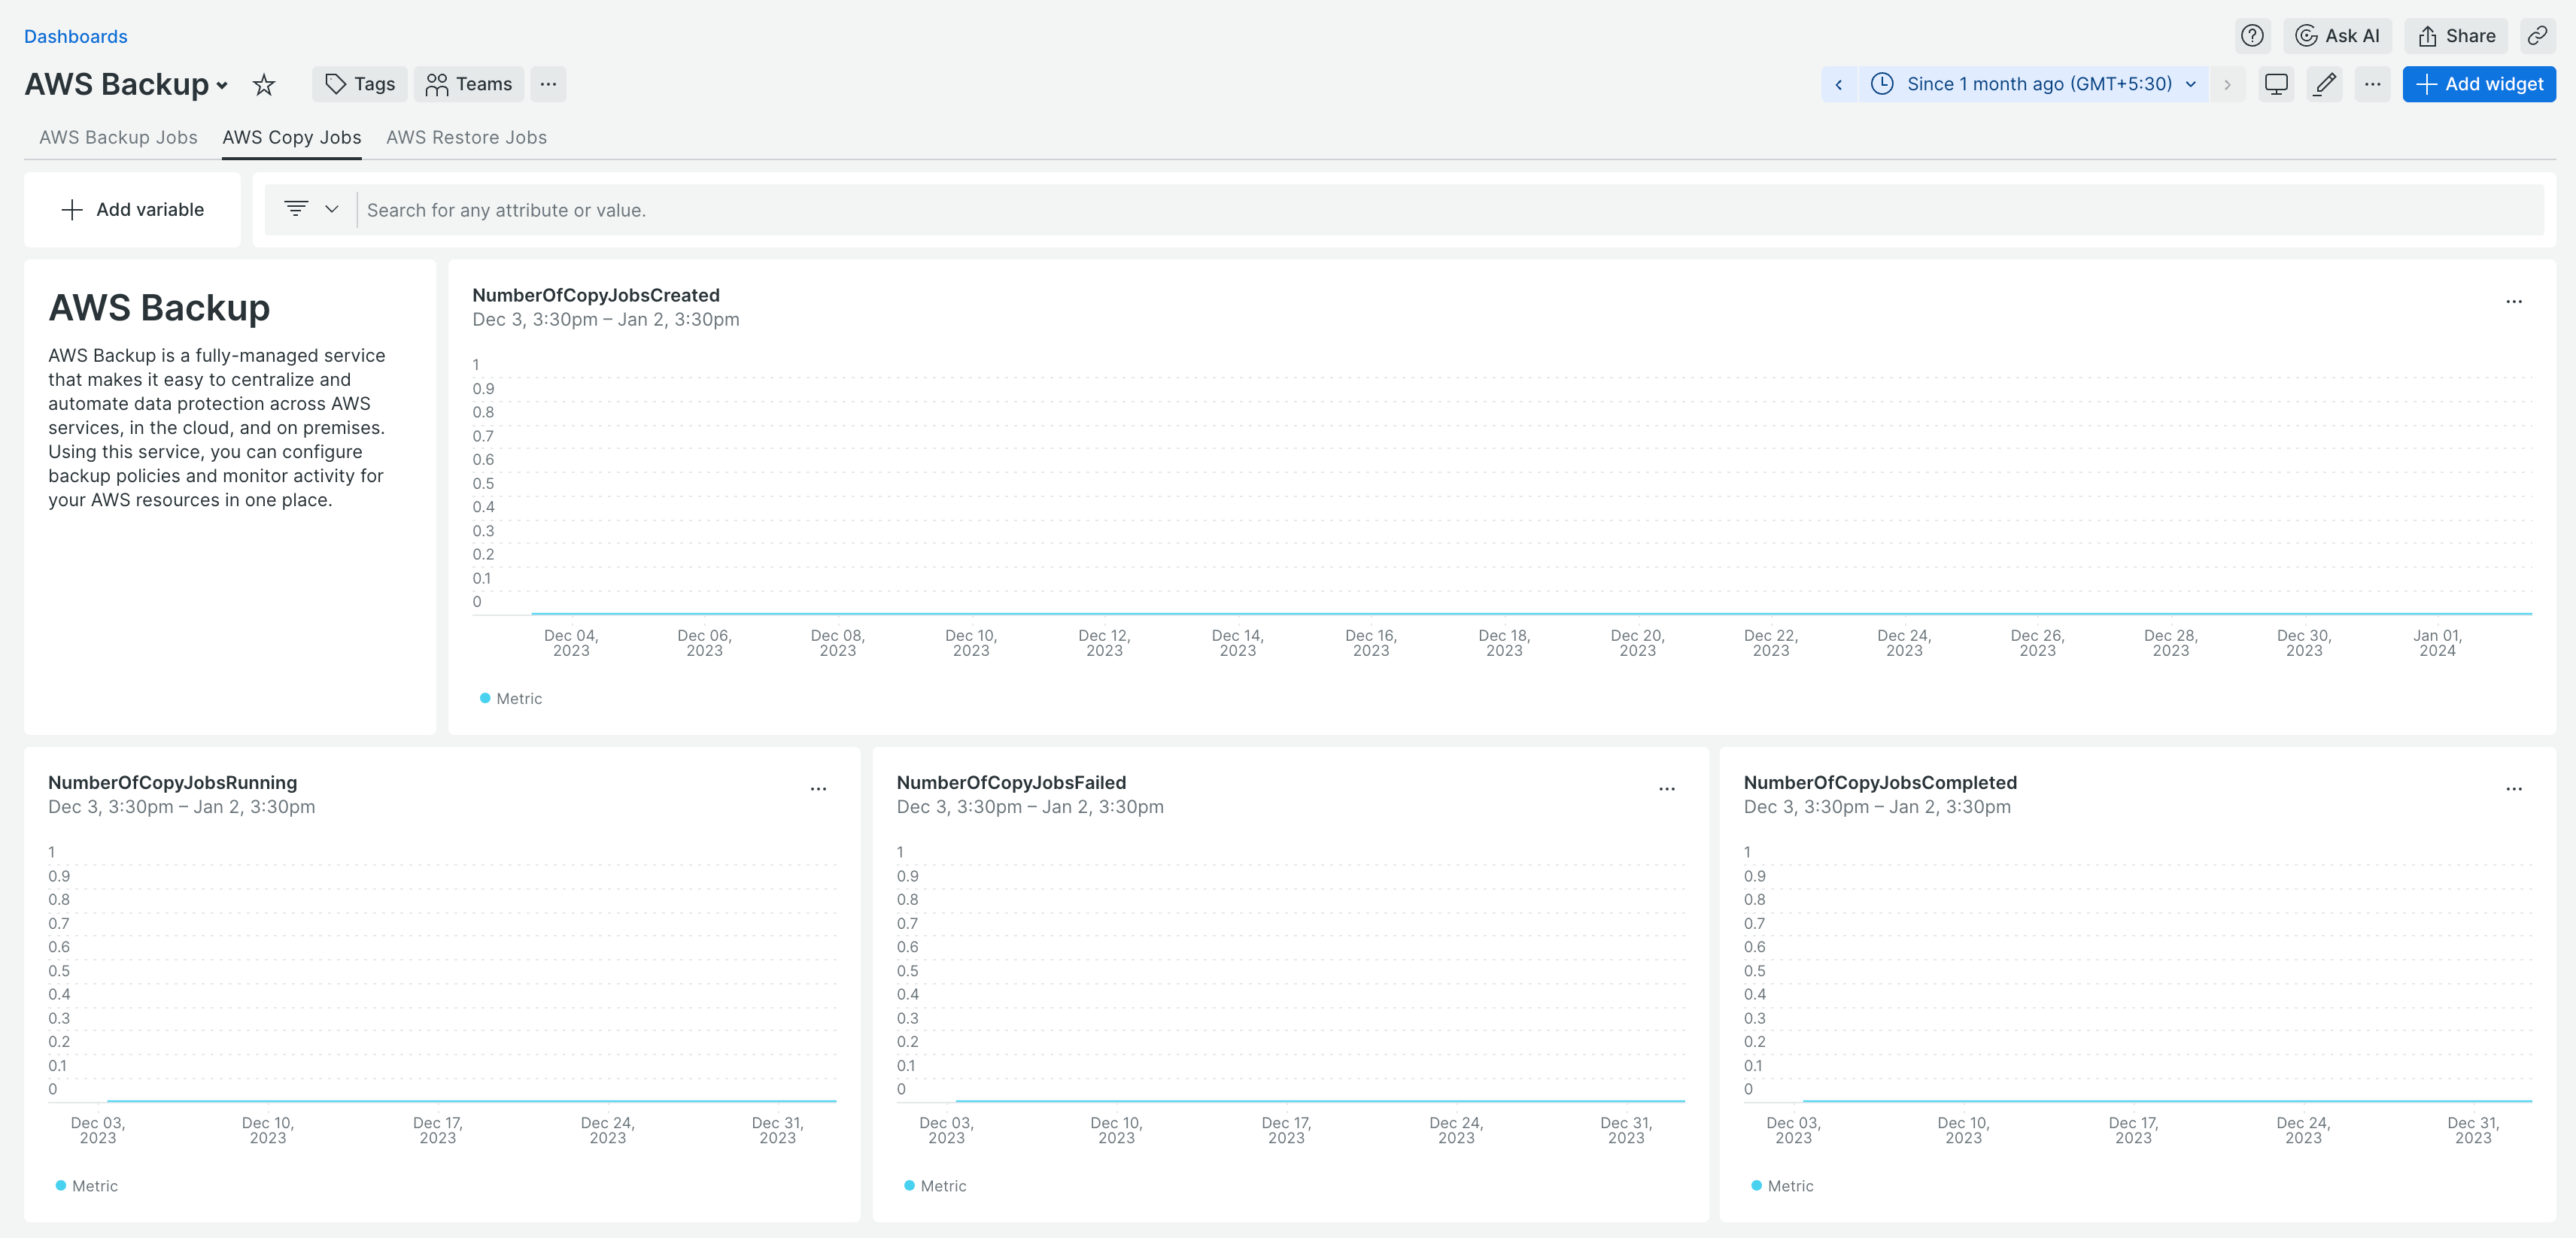 Dashboards
Ask AI
Share
AWS Backup
Tags
Teams
Since 1 month ago (GMT+5:30)
Add widget
AWS Backup Jobs
AWS Copy Jobs
AWS Restore Jobs
Add variable
Search for any attribute or value.
AWS Backup
AWS Backup is a fully-managed service
that makes it easy to centralize and
automate data protection across AWS
services, in the cloud, and on premises.
Using this service, you can configure
backup policies and monitor activity for
your AWS resources in one place.
NumberOfCopyJobsCreated
Dec 3, 3:30pm – Jan 2, 3:30pm
1
0.9
0.8
0.7
0.6
0.5
0.4
0.3
0.2
0.1
0
Dec 04, 2023
Dec 06, 2023
Dec 08, 2023
Dec 10, 2023
Dec 12, 2023
Dec 14, 2023
Dec 16, 2023
Dec 18, 2023
Dec 20, 2023
Dec 22, 2023
Dec 24, 2023
Dec 26, 2023
Dec 28, 2023
Dec 30, 2023
Jan 01, 2024
Metric
NumberOfCopyJobsRunning
Dec 3, 3:30pm – Jan 2, 3:30pm
1
0.9
0.8
0.7
0.6
0.5
0.4
0.3
0.2
0.1
0
Dec 03, 2023
Dec 10, 2023
Dec 17, 2023
Dec 24, 2023
Dec 31, 2023
Metric
NumberOfCopyJobsFailed
Dec 3, 3:30pm – Jan 2, 3:30pm
1
0.9
0.8
0.7
0.6
0.5
0.4
0.3
0.2
0.1
0
Dec 03, 2023
Dec 10, 2023
Dec 17, 2023
Dec 24, 2023
Dec 31, 2023
Metric
NumberOfCopyJobsCompleted
Dec 3, 3:30pm – Jan 2, 3:30pm
1
0.9
0.8
0.7
0.6
0.5
0.4
0.3
0.2
0.1
0
Dec 03, 2023
Dec 10, 2023
Dec 17, 2023
Dec 24, 2023
Dec 31, 2023
Metric